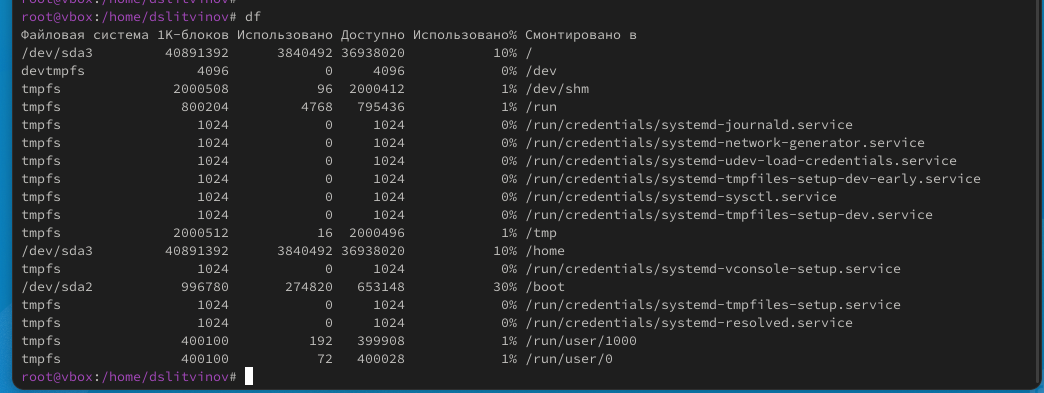 root@vbox:/home/dslitvinov#
root@vbox:/home/dslitvinov# df
Файловая система 1K-блоков Использовано Доступно Использовано% Смонтировано в
/dev/sda3 40891392 3840492 36938020 10% /
devtmpfs 4096 0 4096 0% /dev
tmpfs 2000508 96 2000412 1% /dev/shm
tmpfs 800204 4768 795436 1% /run
tmpfs 1024 0 1024 0% /run/credentials/systemd-journald.service
tmpfs 1024 0 1024 0% /run/credentials/systemd-network-generator.service
tmpfs 1024 0 1024 0% /run/credentials/systemd-udev-load-credentials.service
tmpfs 1024 0 1024 0% /run/credentials/systemd-tmpfiles-setup-dev-early.service
tmpfs 1024 0 1024 0% /run/credentials/systemd-sysctl.service
tmpfs 1024 0 1024 0% /run/credentials/systemd-tmpfiles-setup-dev.service
tmpfs 2000512 16 2000496 1% /tmp
/dev/sda3 40891392 3840492 36938020 10% /home
tmpfs 1024 0 1024 0% /run/credentials/systemd-vconsole-setup.service
/dev/sda2 996780 274820 653148 30% /boot
tmpfs 1024 0 1024 0% /run/credentials/systemd-tmpfiles-setup.service
tmpfs 1024 0 1024 0% /run/credentials/systemd-resolved.service
tmpfs 400100 192 399908 1% /run/user/1000
tmpfs 400100 72 400028 1% /run/user/0
root@vbox:/home/dslitvinov#